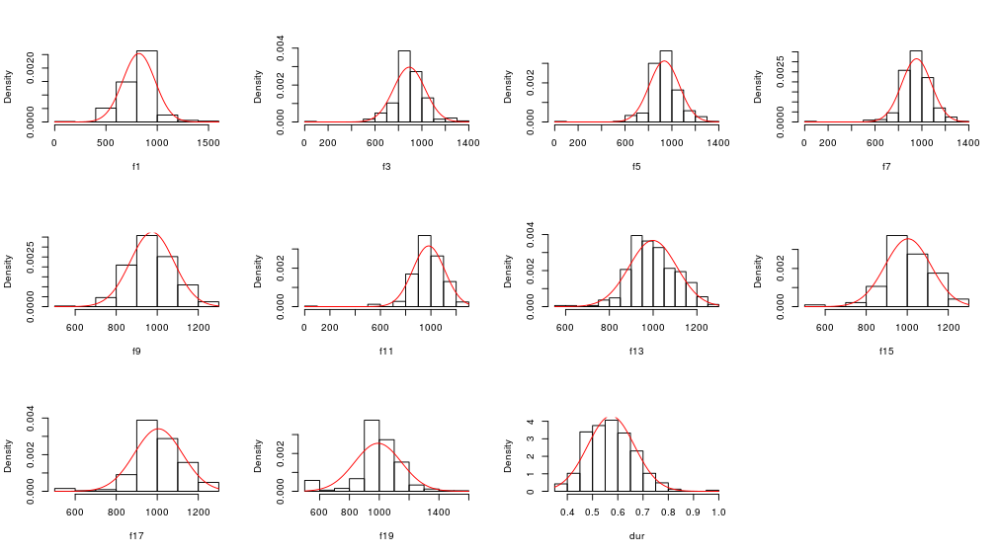 Density
0.0000 0.0020
0 500 1000 1500
f1
Density
0.000 0.002 0.004
0 200 600 1000 1400
f3
Density
0.000 0.002
0 200 600 1000 1400
f5
Density
0.0000 0.0025
0 200 600 1000 1400
f7
Density
0.0000 0.0025
600 800 1000 1200
f9
Density
0.000 0.002
0 200 400 600 1000
f11
Density
0.000 0.002 0.004
600 800 1000 1200
f13
Density
0.000 0.002
600 800 1000 1200
f15
Density
0.000 0.002 0.004
600 800 1000 1200
f17
Density
0.000 0.002
600 1000 1400
f19
Density
0 1 2 3 4
0.4 0.5 0.6 0.7 0.8 0.9 1.0
dur